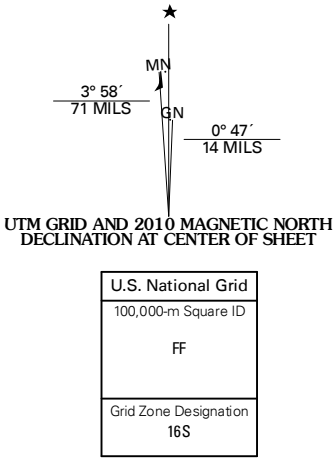 MN
3° 58´
71 MILS
GN
0° 47´
14 MILS
UTM GRID AND 2010 MAGNETIC NORTH
DECLINATION AT CENTER OF SHEET
U.S. National Grid
100,000-m Square ID
FF
Grid Zone Designation
16S